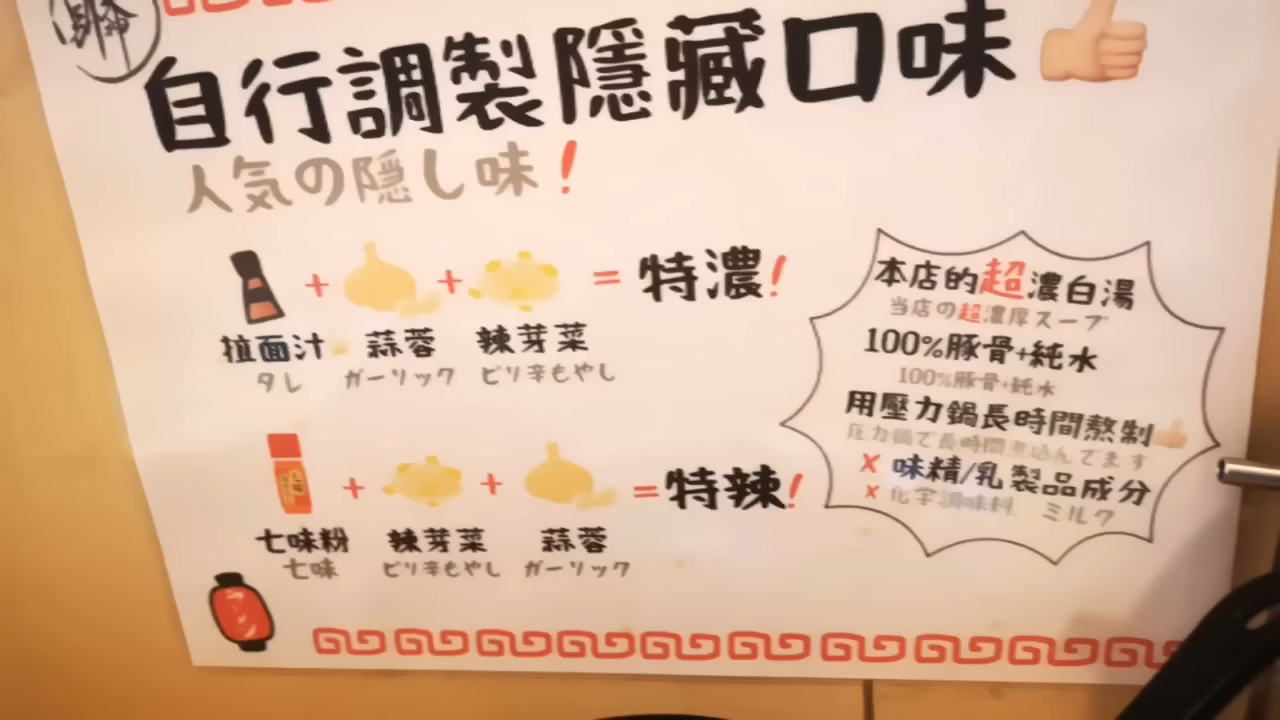 自行調製隱藏口味
人気の隠し味!
+ + = 特濃!
拉面汁 蒜蓉 辣芽菜
タレ ガーリック ピリ辛もやし
+ + =特辣!
七味粉 辣芽菜 蒜蓉
七味 ピリ辛もやし ガーリック
本店的超濃白湯
当店の超濃厚スープ
100%豚骨+純水
100%豚骨+純水
用壓力鍋長時間熬制
圧力鍋で長時間煮込んでます
X 味精/乳製品成分
X 化学調味料. ミルク